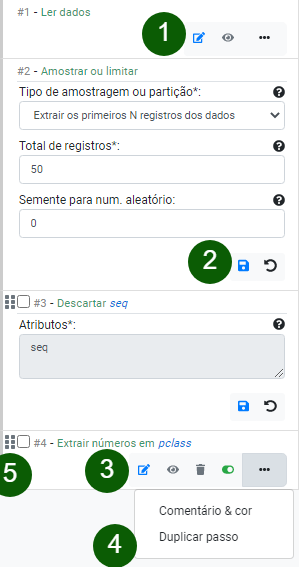 #1 - Ler dados
1
#2 - Amostrar ou limitar
Tipo de amostragem ou partição*:
Extrair os primeiros N registros dos dados
Total de registros*:
50
Semente para num. aleatório:
0
2
#3 - Descartar seq
Atributos*:
seq
#4 - Extrair números em pclass
5
3
Comentário & cor
Duplicar passo
4